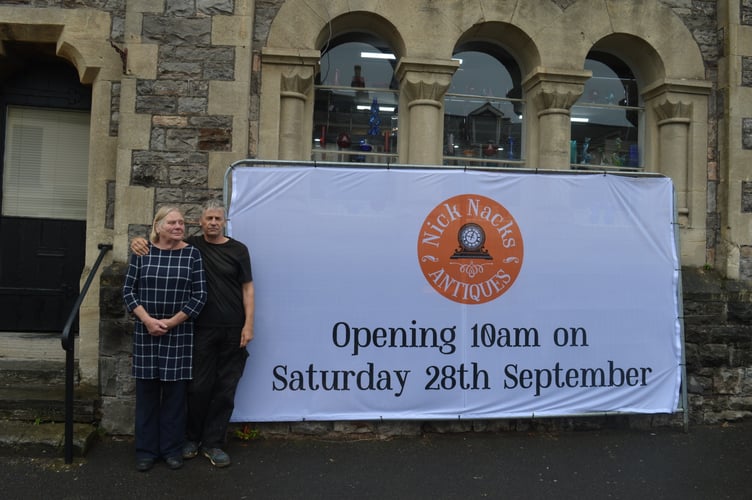 Nick Nacks
ANTIQUES
Opening 10am on
Saturday 28th September